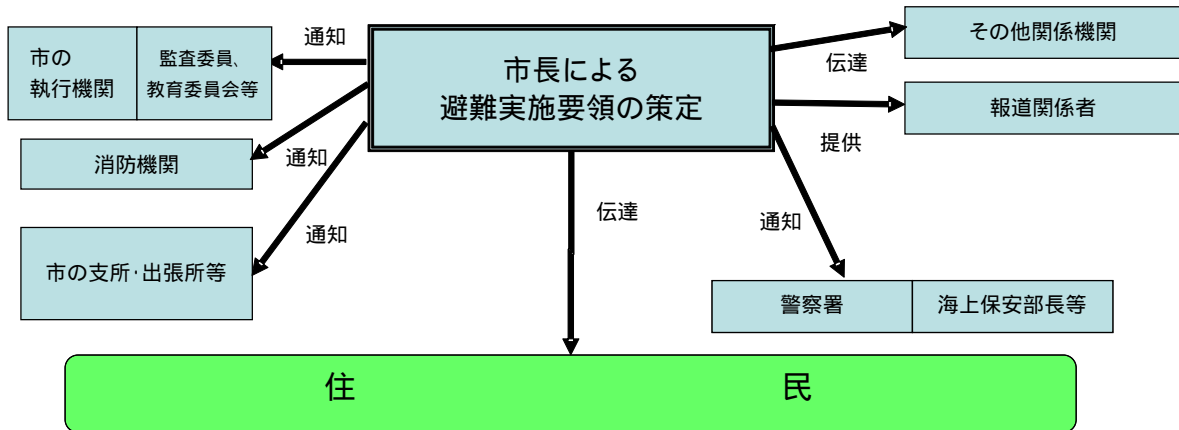 市の
執行機関
監査委員、
教育委員会等
通知
市長による
避難実施要領の策定
その他関係機関
伝達
報道関係者
提供
消防機関
通知
市の支所・出張所等
通知
伝達
通知
警察署
海上保安部長等
住　民